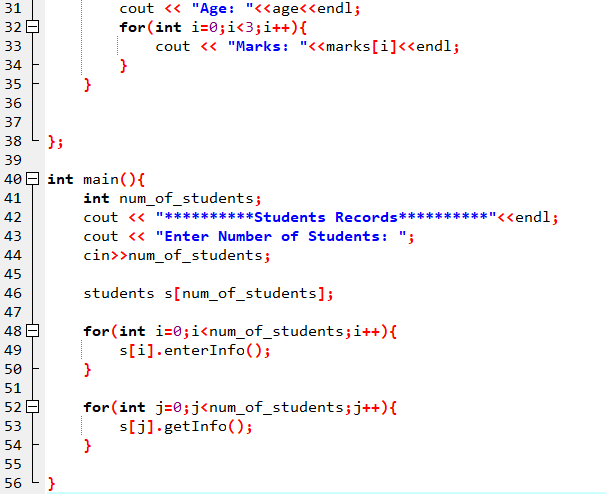 31 cout << "Age: "<<age<<endl;
32 for(int i=0;i<3;i++){
33 cout << "Marks: "<<marks[i]<<endl;
34 }
35 }
36
37
38 };
39
40 int main(){
41 int num_of_students;
42 cout << "**********Students Records**********"<<endl;
43 cout << "Enter Number of Students: ";
44 cin>>num_of_students;
45
46 students s[num_of_students];
47
48 for(int i=0;i<num_of_students;i++){
49 s[i].enterInfo();
50 }
51
52 for(int j=0;j<num_of_students;j++){
53 s[j].getInfo();
54 }
55
56 }